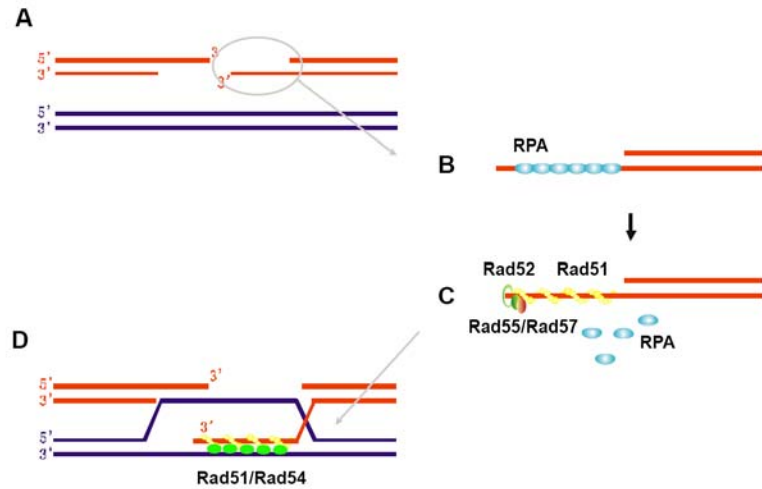 A
5'
3
3'
3'
5'
3'
RPA
B
Rad52 Rad51
C
Rad55/Rad57
RPA
D
3'
5'
3'
3'
5'
3'
Rad51/Rad54